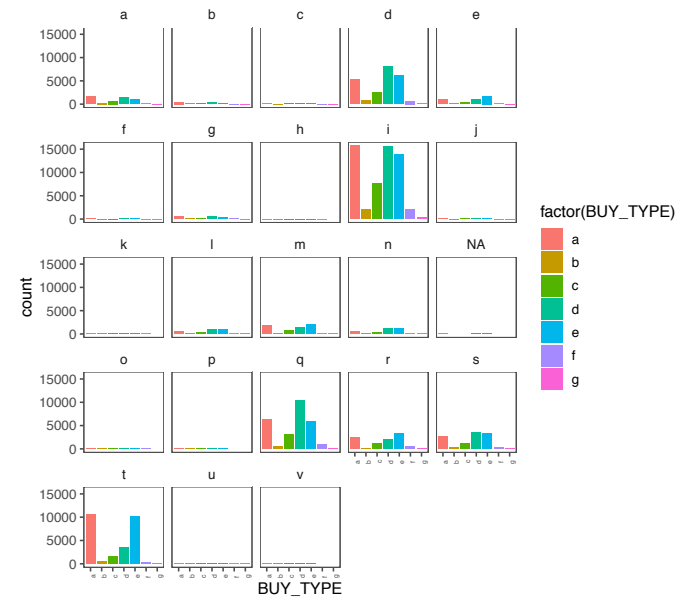 a b c d e
15000
10000
5000
0
f g h i j
15000
10000
5000
0
k l m n NA
15000
10000
5000
0
o p q r s
15000
10000
5000
0
a b c d e f g a b c d e f g
t u v
15000
10000
5000
0
a b c d e f g a b c d e f g a b c d e f g
BUY_TYPE
count
factor(BUY_TYPE)
a
b
c
d
e
f
g